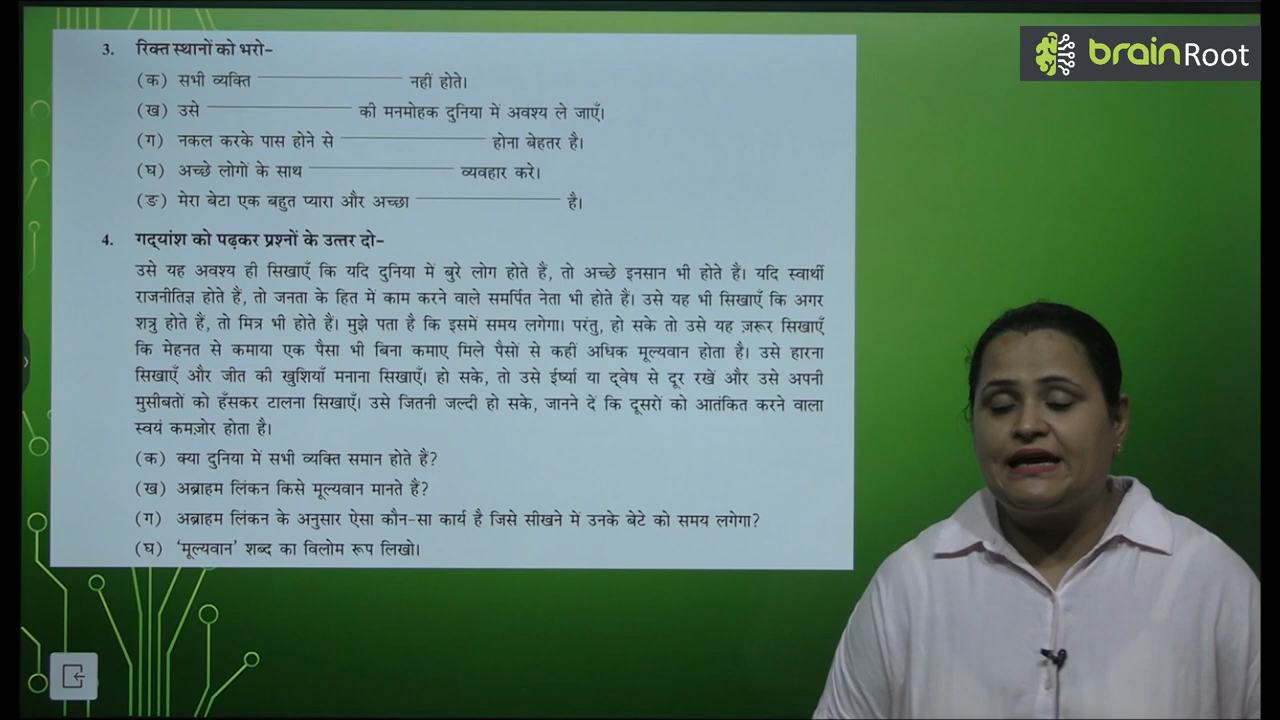 brainRoot
3. रिक्त स्थानों को भरो-
(क) सभी व्यक्ति ____________ नहीं होते।
(ख) उसे ____________ की मनमोहक दुनिया में अवश्य ले जाएँ।
(ग) नकल करके पास होने से ____________ होना बेहतर है।
(घ) अच्छे लोगों के साथ ____________ व्यवहार करे।
(ङ) मेरा बेटा एक बहुत प्यारा और अच्छा ____________ है।
4. गद्‌यांश को पढ़कर प्रश्नों के उत्तर दो-
उसे यह अवश्य ही सिखाएँ कि यदि दुनिया में बुरे लोग होते हैं, तो अच्छे इनसान भी होते हैं। यदि स्वार्थी
राजनीतिज्ञ होते हैं, तो जनता के हित में काम करने वाले समर्पित नेता भी होते हैं। उसे यह भी सिखाएँ कि अगर
शत्रु होते हैं, तो मित्र भी होते हैं। मुझे पता है कि इसमें समय लगेगा। परंतु, हो सके तो उसे यह ज़रूर सिखाएँ
कि मेहनत से कमाया एक पैसा भी बिना कमाए मिले पैसों से कहीं अधिक मूल्यवान होता है। उसे हारना
सिखाएँ और जीत की खुशियाँ मनाना सिखाएँ। हो सके, तो उसे ईर्ष्या या द्‌वेष से दूर रखें और उसे अपनी
मुसीबतों को हँसकर टालना सिखाएँ। उसे जितनी जल्दी हो सके, जानने दें कि दूसरों को आतंकित करने वाला
स्वयं कमज़ोर होता है।
(क) क्या दुनिया में सभी व्यक्ति समान होते हैं?
(ख) अब्राहम लिंकन किसे मूल्यवान मानते हैं?
(ग) अब्राहम लिंकन के अनुसार ऐसा कौन-सा कार्य है जिसे सीखने में उनके बेटे को समय लगेगा?
(घ) 'मूल्यवान' शब्द का विलोम रूप लिखो।